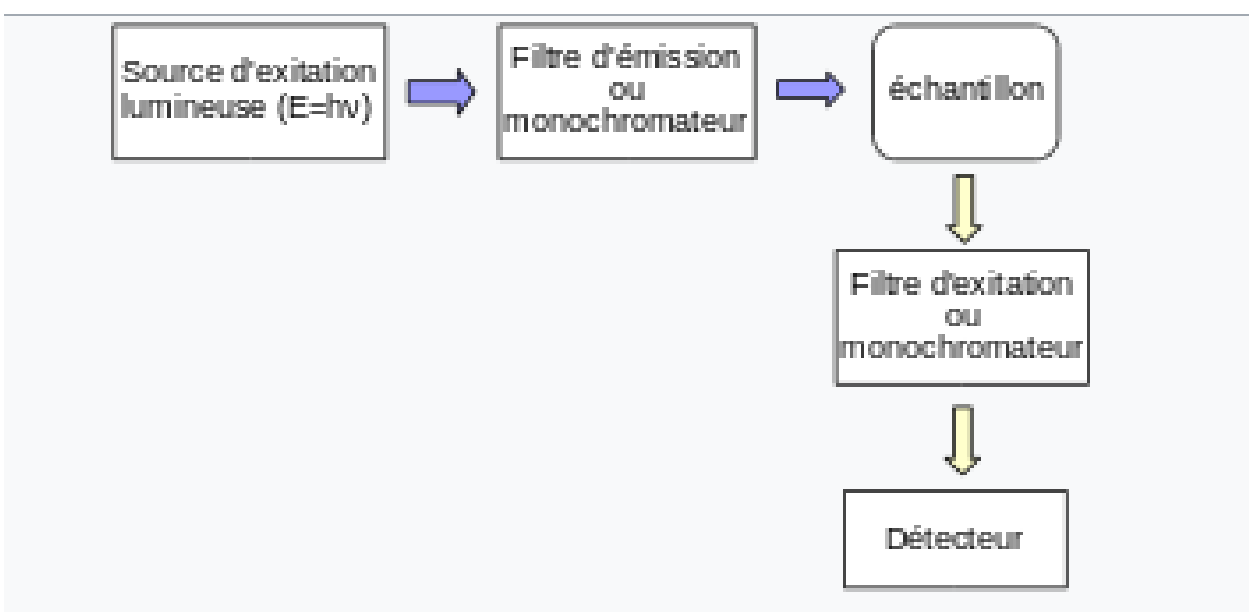 Source d'exitation
lumineuse (E=hν)
Filtre d'émission
ou
monochromateur
échantillon
Filtre d'exitation
ou
monochromateur
Détecteur